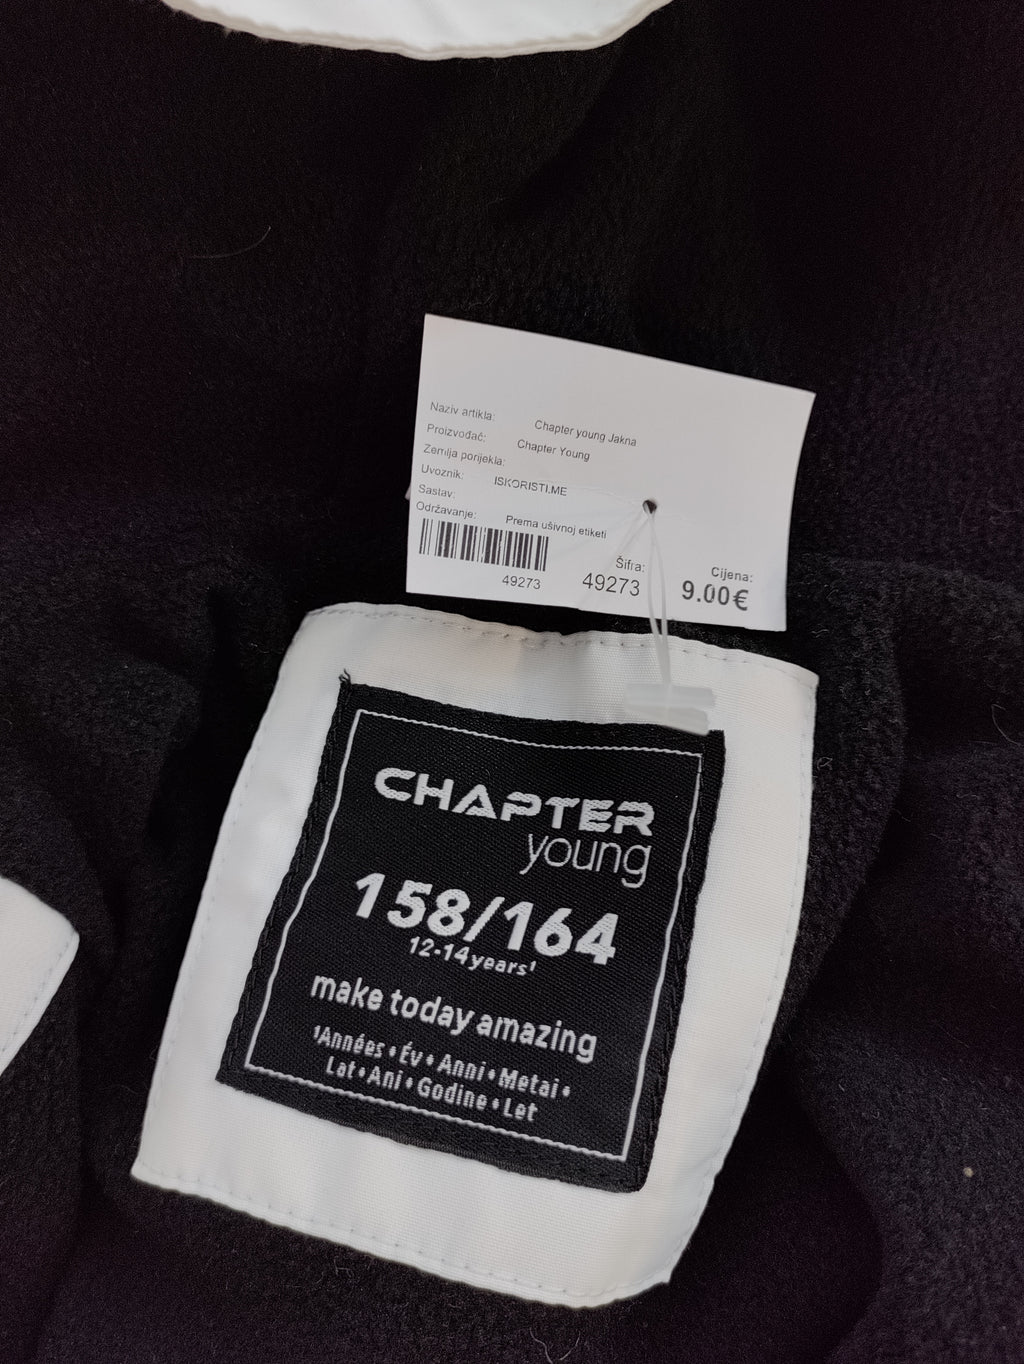 Naziv artikla: Chapter young Jakna
Proizvođač: Chapter Young
Zemlja porijekla:
Uvoznik: ISKORISTI.ME
Sastav:
Održavanje: Prema ušivnoj etiketi
49273
Šifra:
49273
Cijena:
9.00€
CHAPTER
young
158/164
12-14years¹
make today amazing
¹Années • Év • Anni • Metai •
Lat • Ani • Godine • Let